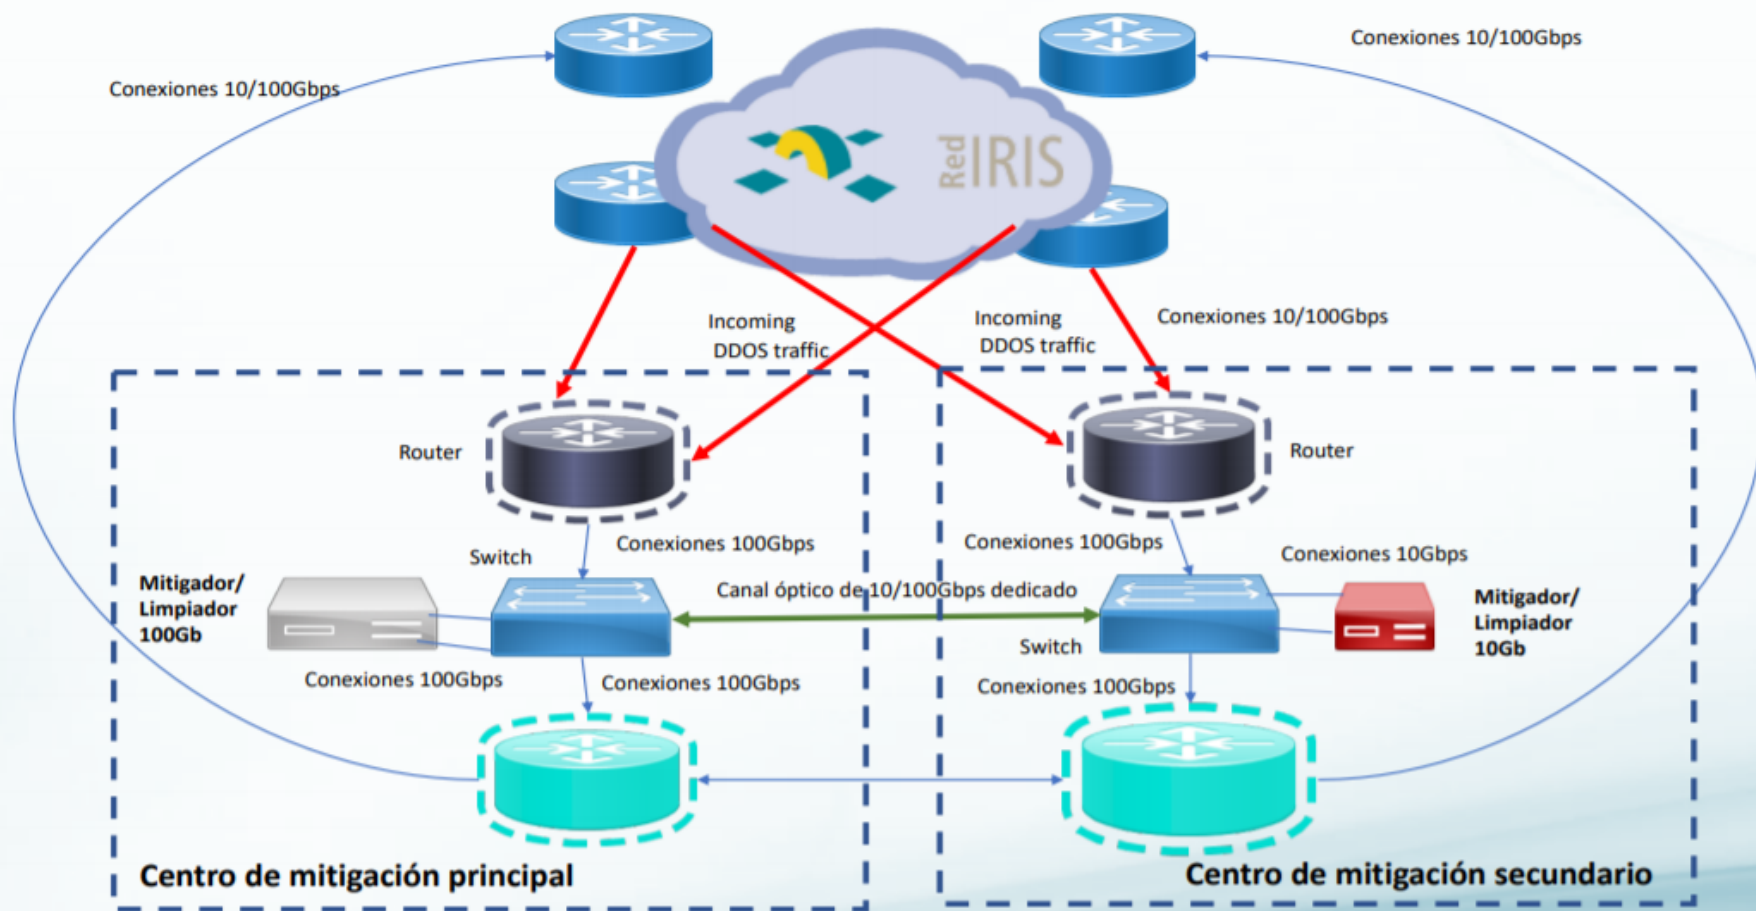 Conexiones 10/100Gbps
Conexiones 10/100Gbps
Red IRIS
Incoming
DDOS traffic
Incoming
DDOS traffic
Conexiones 10/100Gbps
Router
Router
Switch
Conexiones 100Gbps
Conexiones 100Gbps
Conexiones 10Gbps
Mitigador/
Limpiador
100Gb
Canal óptico de 10/100Gbps dedicado
Mitigador/
Limpiador
10Gb
Switch
Conexiones 100Gbps
Conexiones 100Gbps
Conexiones 100Gbps
Centro de mitigación principal
Centro de mitigación secundario